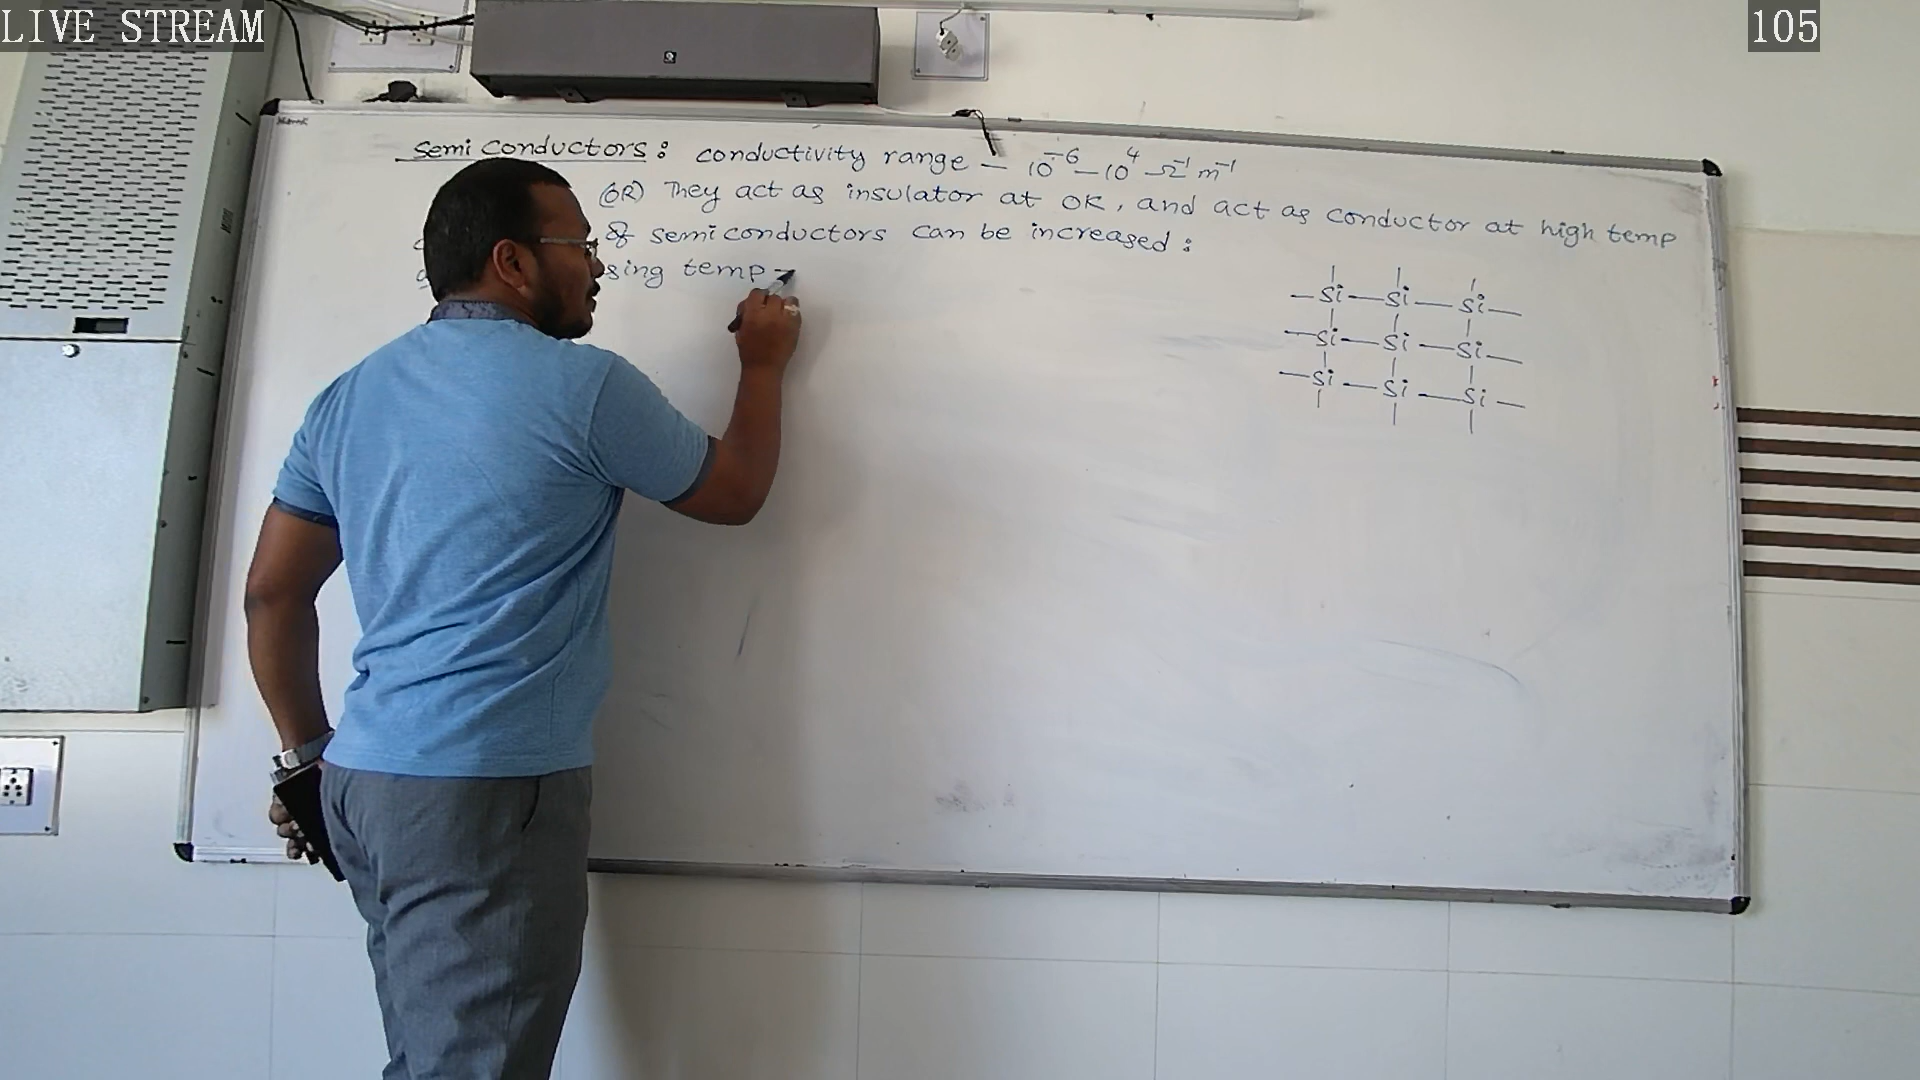 LIVE STREAM
105
Semi Conductors: conductivity range — 10⁻⁶ – 10⁴ Ω⁻¹ m⁻¹
(OR) They act as insulator at 0K, and act as conductor at high temp
of semiconductors can be increased:
sing temp –
— Si — Si — Si —
— Si — Si — Si —
— Si — Si — Si —